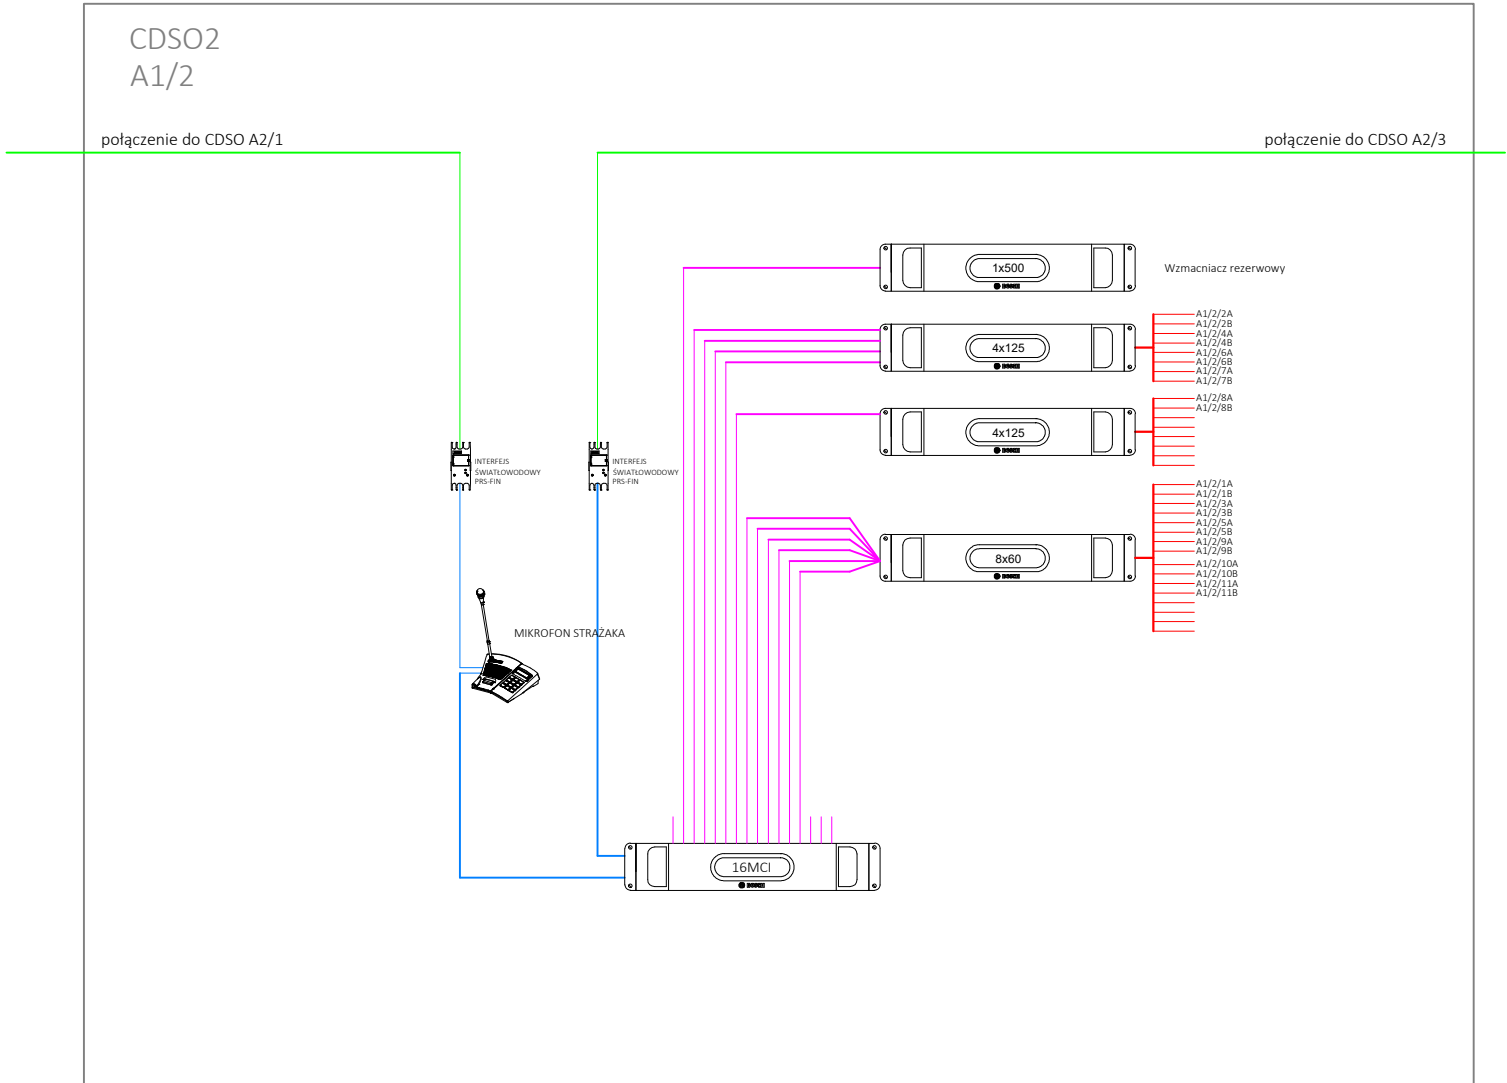 CDSO2
A1/2
połączenie do CDSO A2/1
połączenie do CDSO A2/3
1x500
BOSCH
Wzmacniacz rezerwowy
4x125
BOSCH
A1/2/2A
A1/2/2B
A1/2/4A
A1/2/4B
A1/2/6A
A1/2/6B
A1/2/7A
A1/2/7B
4x125
BOSCH
A1/2/8A
A1/2/8B
INTERFEJS
ŚWIATŁOWODOWY
PRS-FIN
INTERFEJS
ŚWIATŁOWODOWY
PRS-FIN
8x60
BOSCH
A1/2/1A
A1/2/1B
A1/2/3A
A1/2/3B
A1/2/5A
A1/2/5B
A1/2/9A
A1/2/9B
A1/2/10A
A1/2/10B
A1/2/11A
A1/2/11B
MIKROFON STRAŻAKA
16MCI
BOSCH